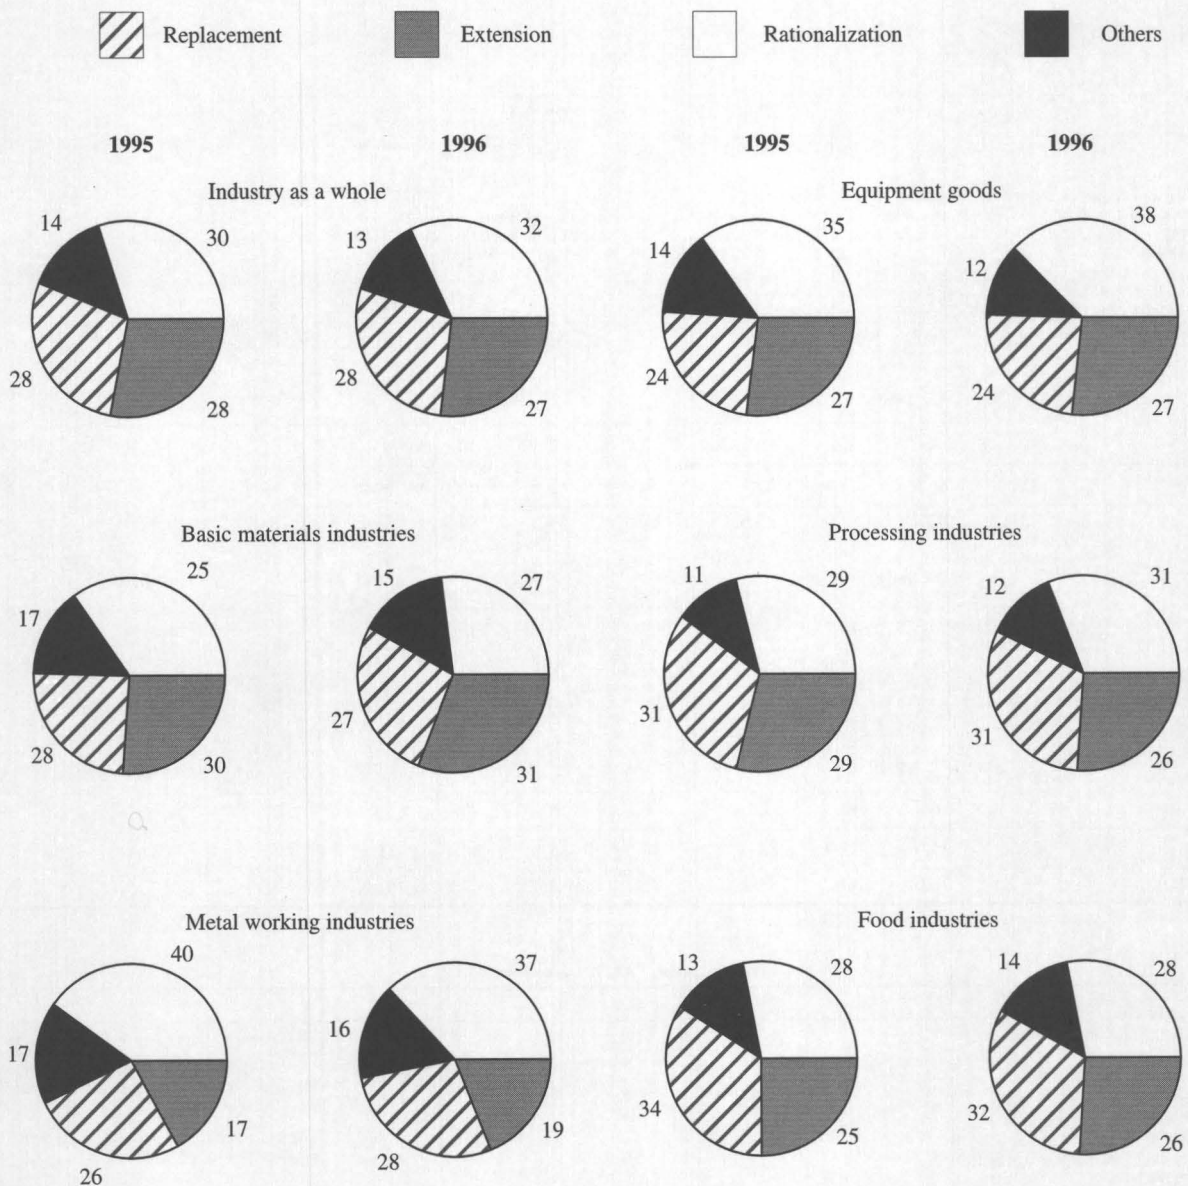 Replacement Extension Rationalization Others
1995 1996 1995 1996
Industry as a whole Equipment goods
14 30 13 32 14 35 12 38
28 28 28 27 24 27 24 27
Basic materials industries Processing industries
17 25 15 27 11 29 12 31
28 30 27 31 31 29 31 26
Metal working industries Food industries
17 40 16 37 13 28 14 28
26 17 28 19 34 25 32 26